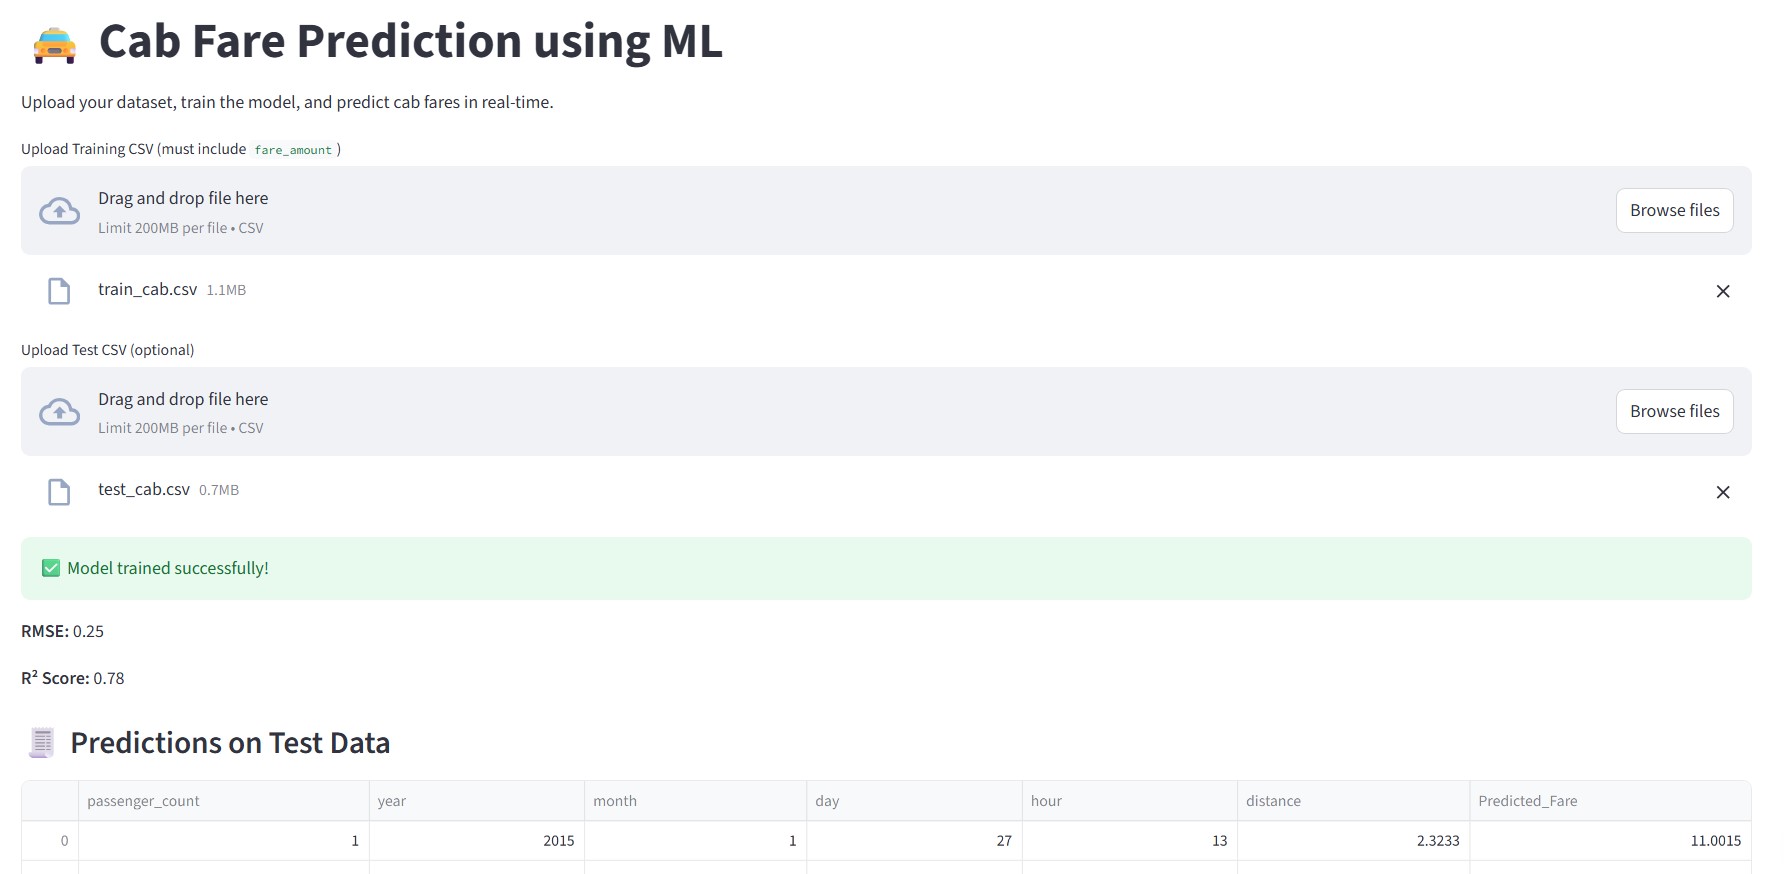 Cab Fare Prediction using ML
Upload your dataset, train the model, and predict cab fares in real-time.
Upload Training CSV (must include fare_amount )
Drag and drop file here
Limit 200MB per file • CSV
Browse files
train_cab.csv 1.1MB
Upload Test CSV (optional)
Drag and drop file here
Limit 200MB per file • CSV
Browse files
test_cab.csv 0.7MB
Model trained successfully!
RMSE: 0.25
R² Score: 0.78
Predictions on Test Data
passenger_count year month day hour distance Predicted_Fare
0 1 2015 1 27 13 2.3233 11.0015